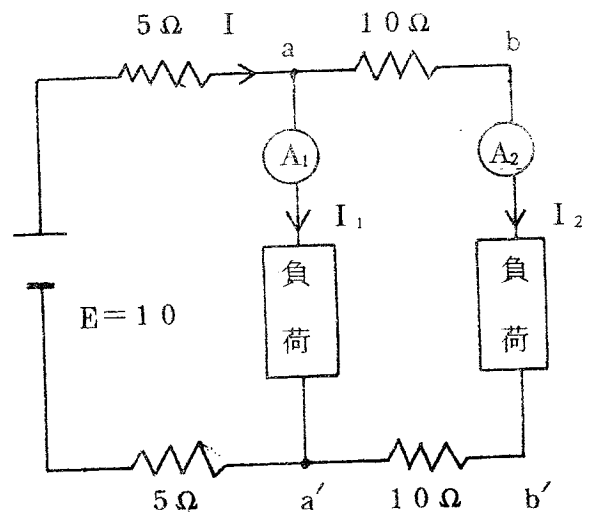 5Ω I a 10Ω b
A₁ A₂
I₁ I₂
負荷 負荷
E=10
5Ω a′ 10Ω b′